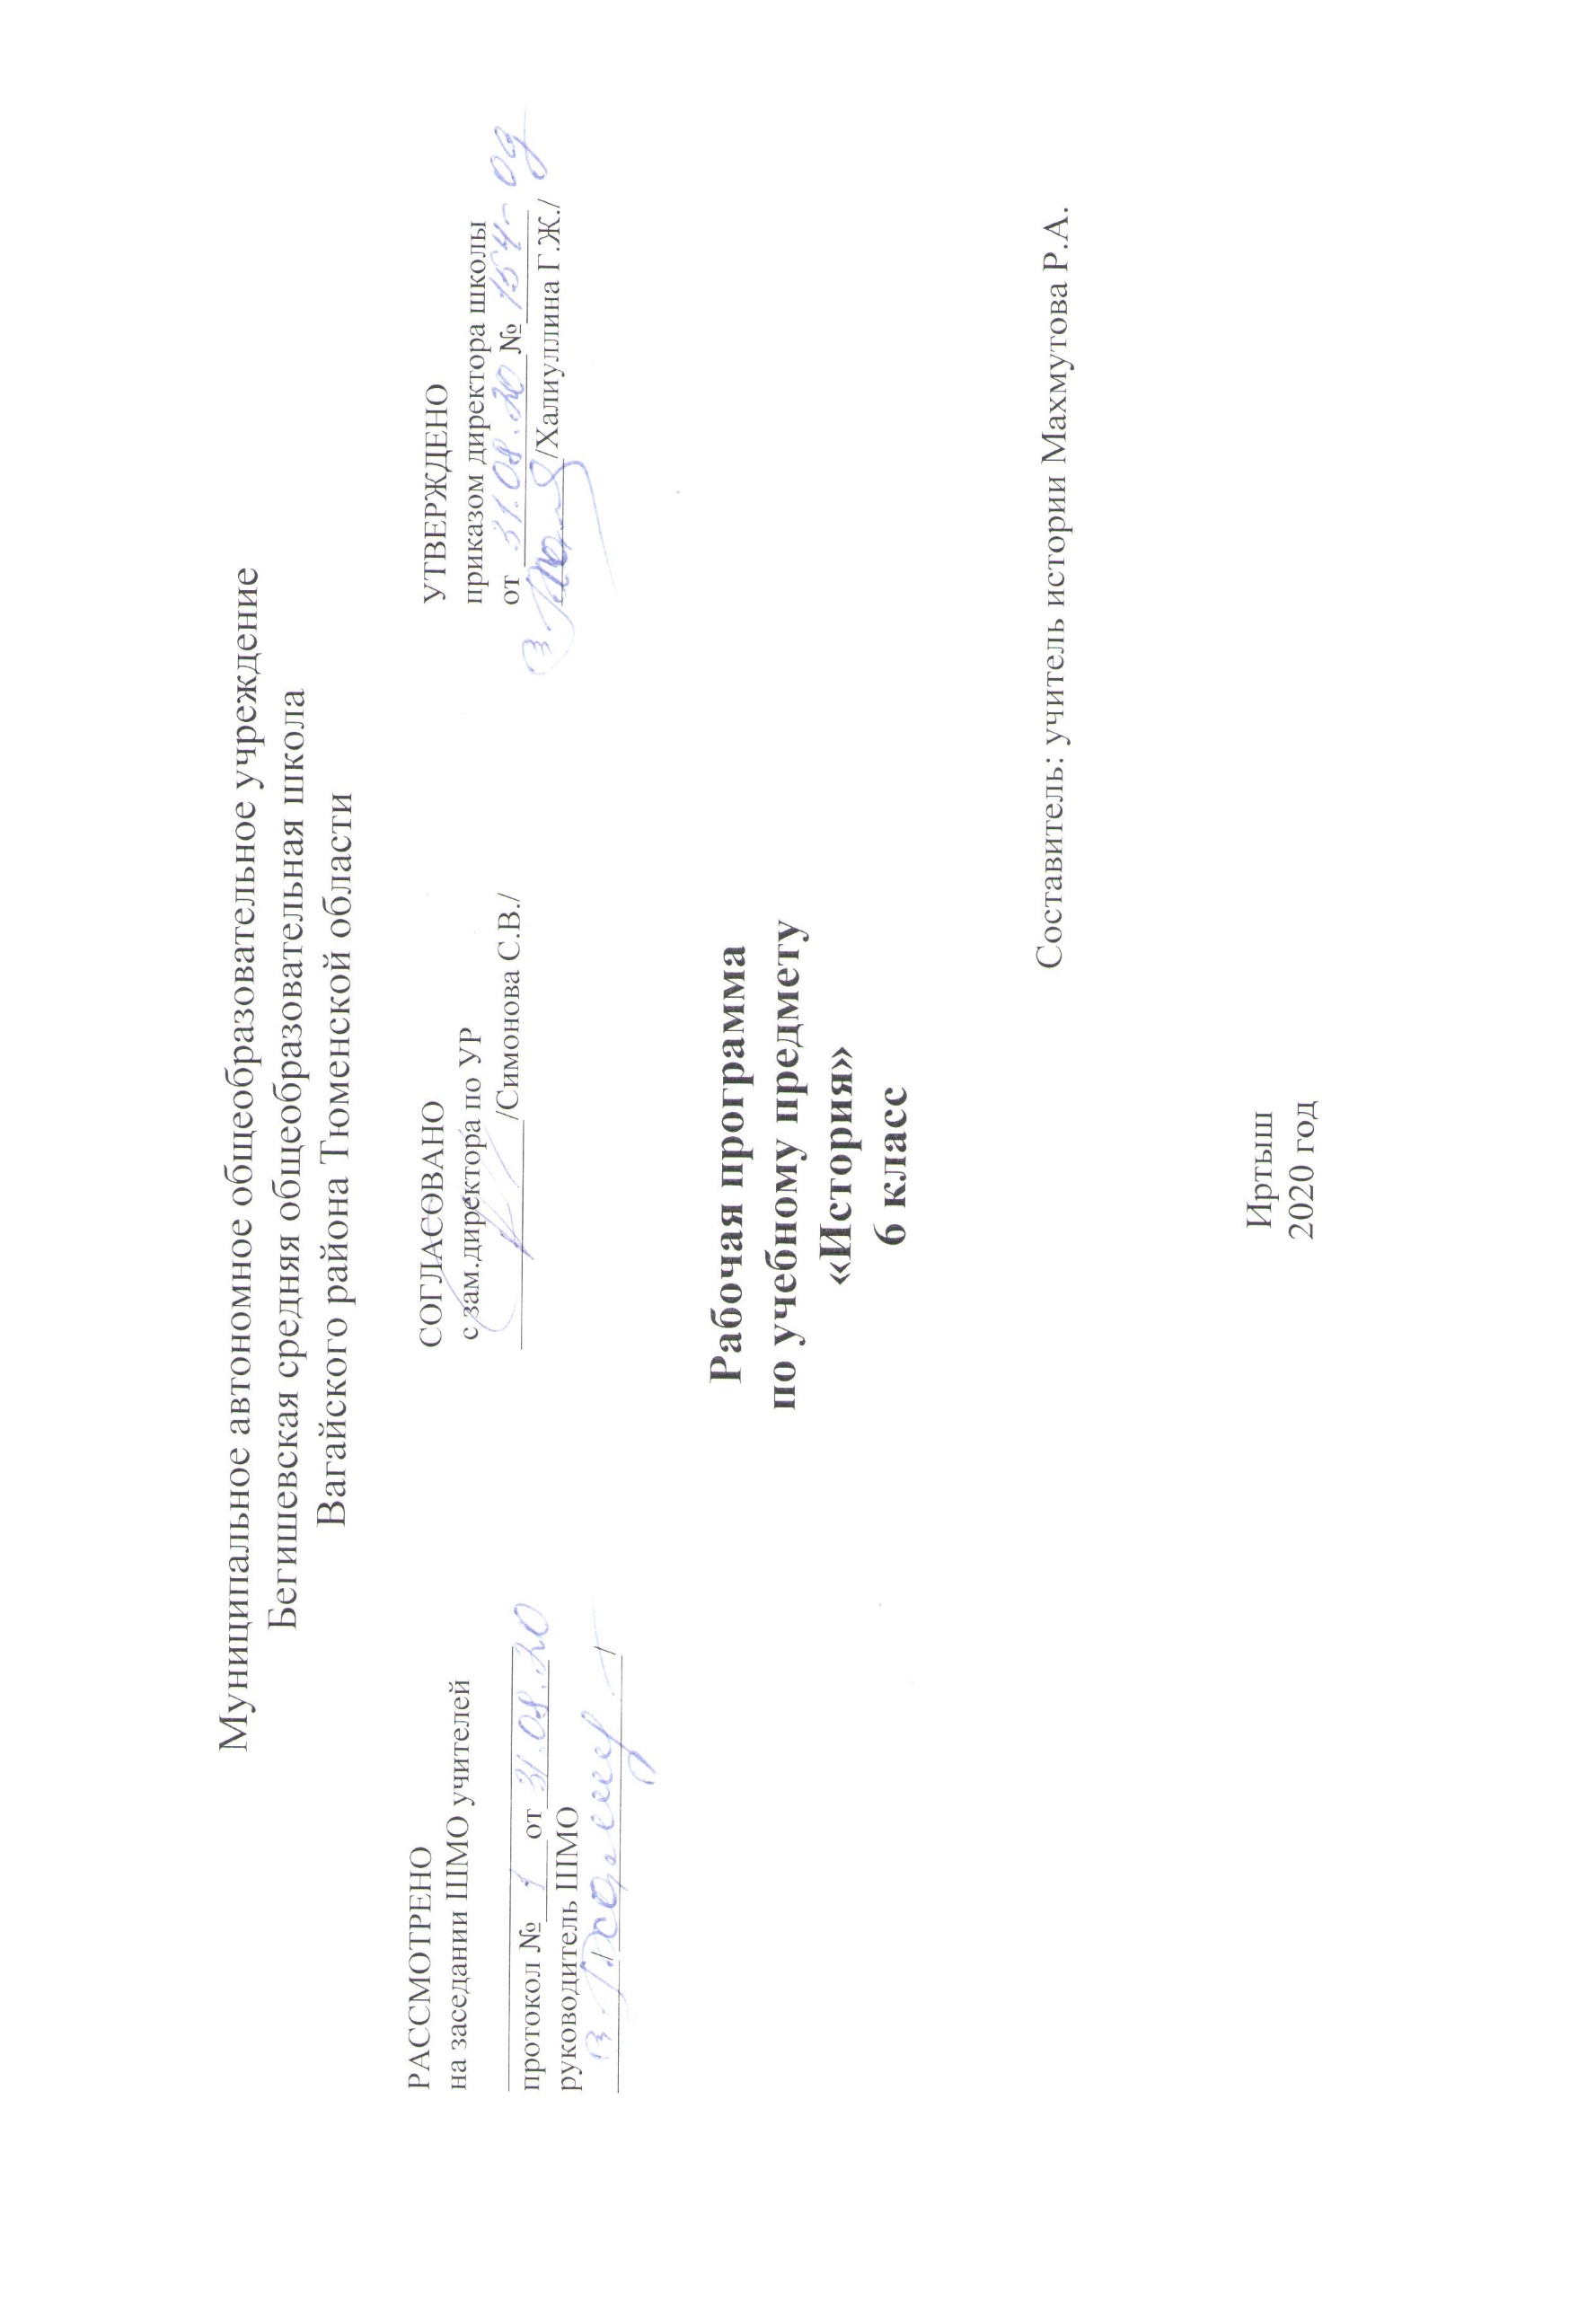 Муниципальное автономное общеобразовательное учреждение
Бегишевская средняя общеобразовательная школа
Вагайского района Тюменской области
РАССМОТРЕНО
на заседании ШМО учителей
протокол № 1 от 31.08.20
руководитель ШМО
/ /
СОГЛАСОВАНО
с зам.директора по УР
/Симонова С.В./
УТВЕРЖДЕНО
приказом директора школы
от 31.08.20 № 154-од
/Халиуллина Г.Ж./
Рабочая программа
по учебному предмету
«История»
6 класс
Составитель: учитель истории Махмутова Р.А.
Иртыш
2020 год